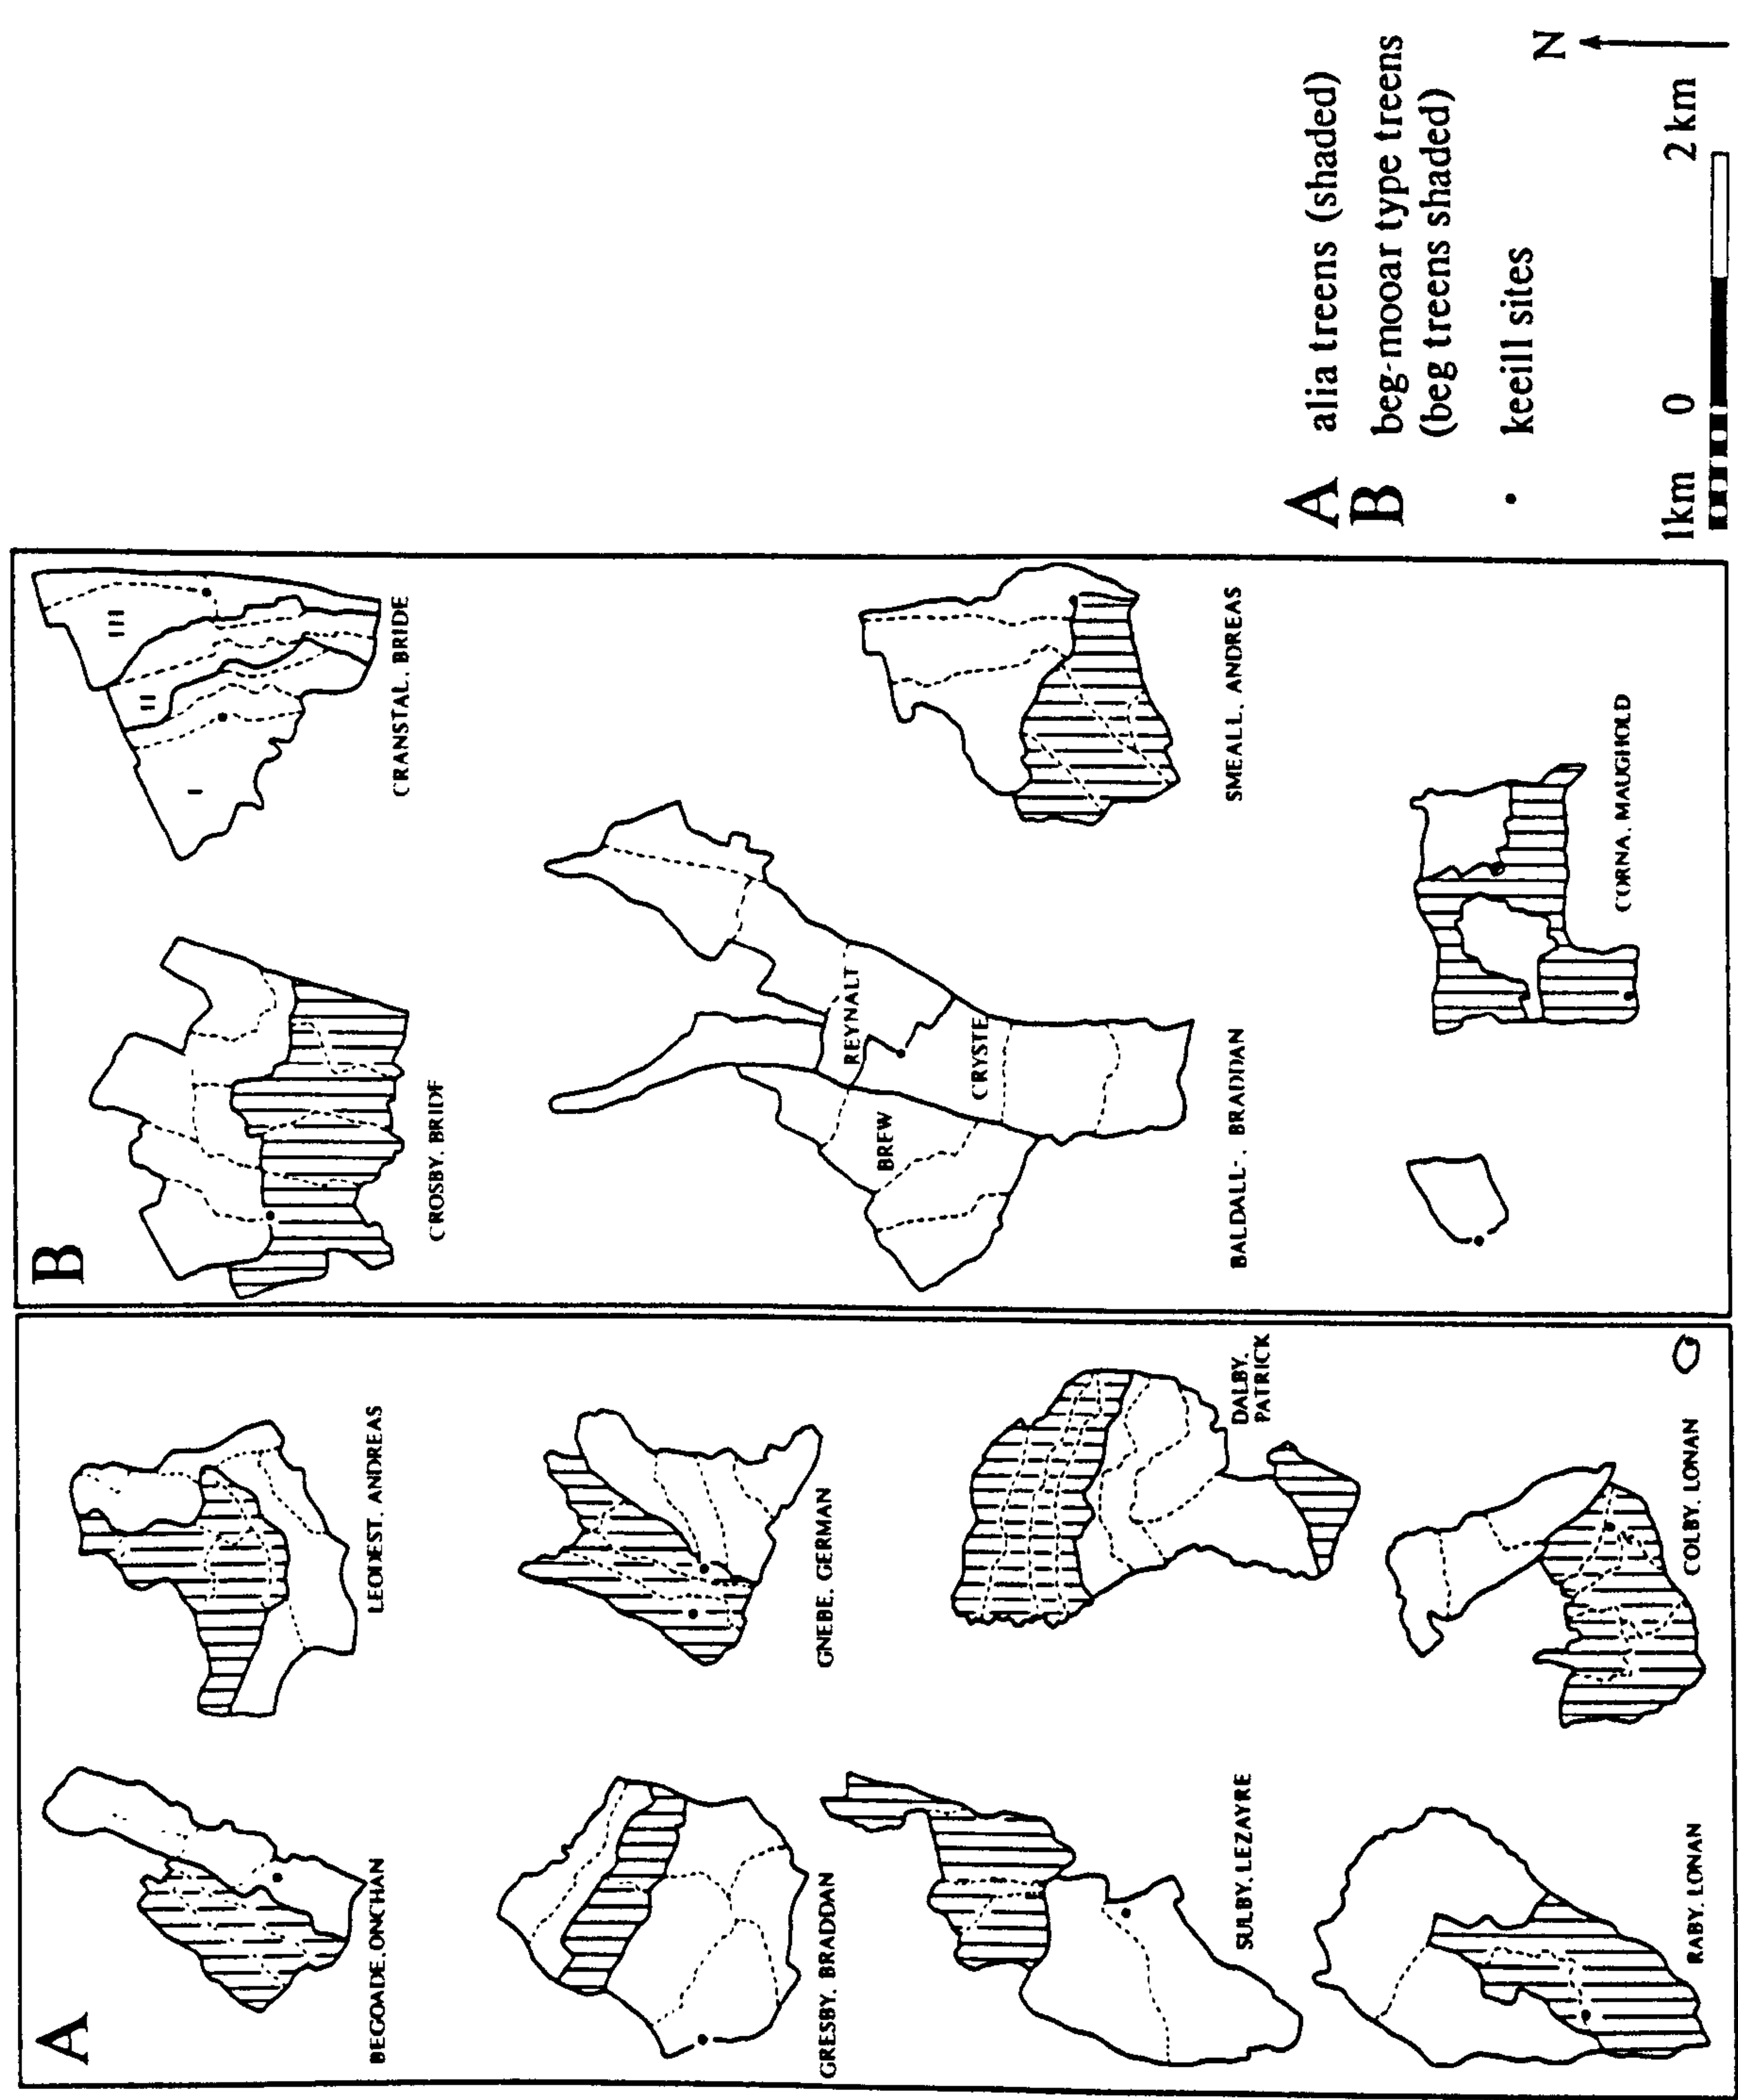 A
BEGOADE, ONCHAN
LEODEST, ANDREAS
GRESBY, BRADDAN
GNEBE, GERMAN
SULBY, LEZAYRE
DALBY,
PATRICK
RABY, LONAN
COLBY, LONAN
B
CROSBY, BRIDE
I
II
III
CRANSTAL, BRIDE
BREW
REYNALT
CRYSTE
BALDALL-, BRADDAN
SMEALL, ANDREAS
CORNA, MAUGHOLD
A alia treens (shaded)
B beg-mooar type treens
(beg treens shaded)
• keeill sites
N
1km 0 2km